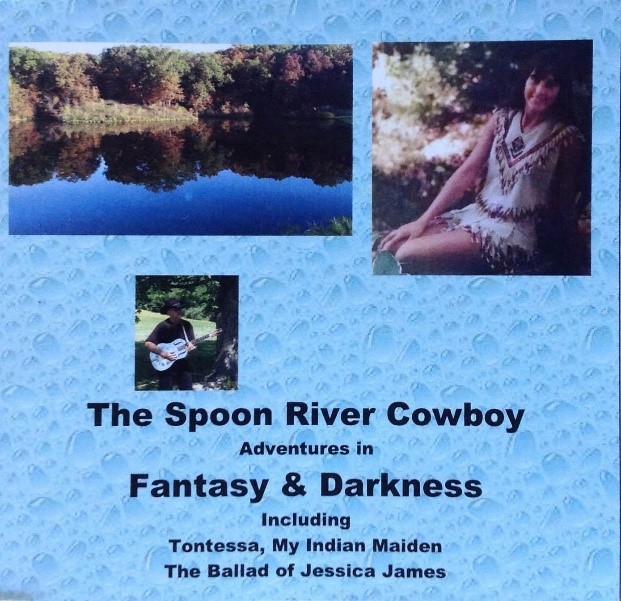 The Spoon River Cowboy
Adventures in
Fantasy & Darkness
Including
Tontessa, My Indian Maiden
The Ballad of Jessica James